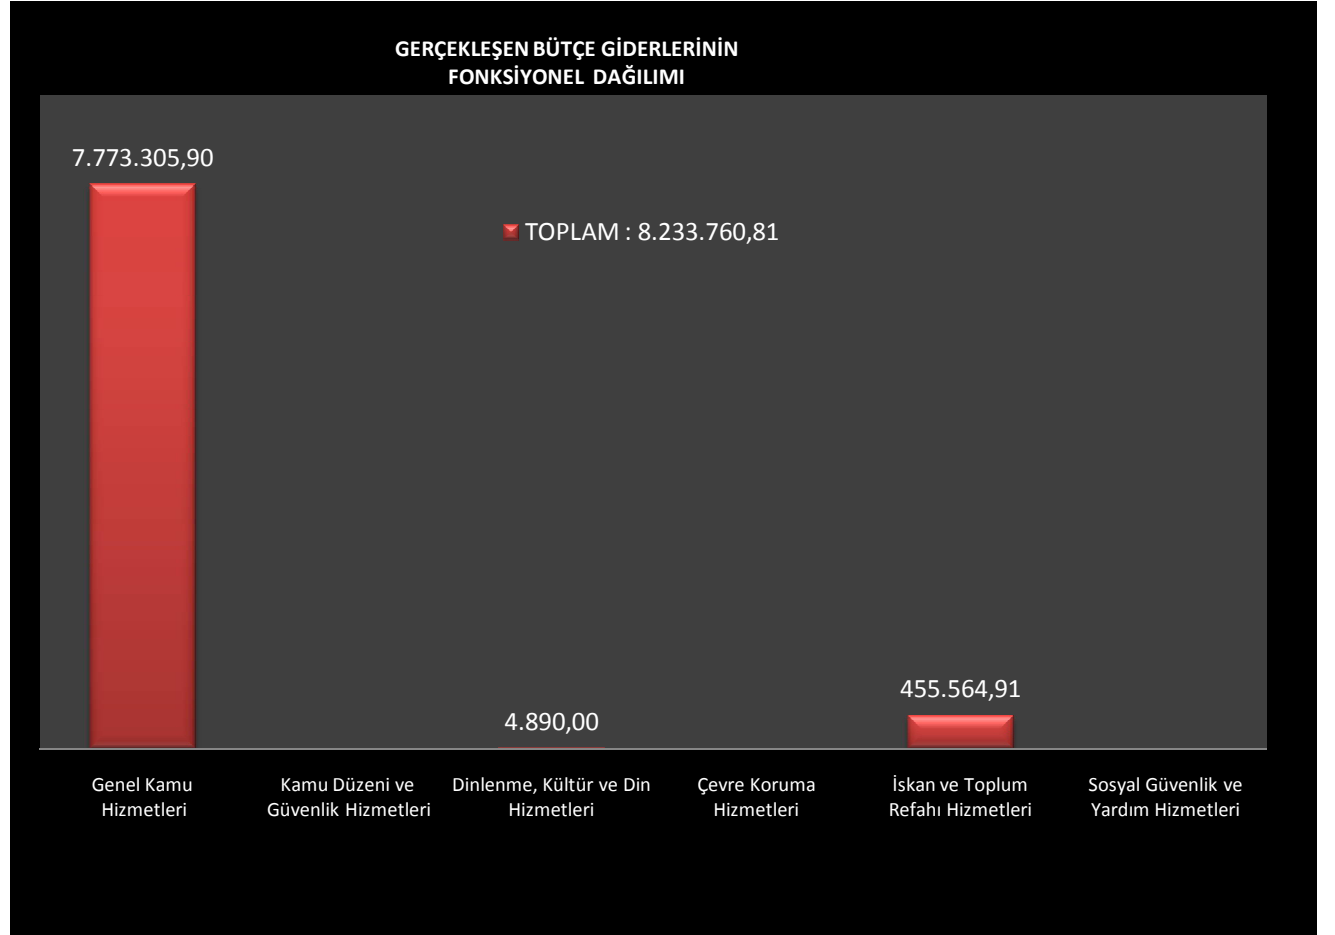 GERÇEKLEŞEN BÜTÇE GİDERLERİNİN
FONKSİYONEL DAĞILIMI
7.773.305,90
TOPLAM : 8.233.760,81
4.890,00
455.564,91
Genel Kamu
Hizmetleri
Kamu Düzeni ve
Güvenlik Hizmetleri
Dinlenme, Kültür ve Din
Hizmetleri
Çevre Koruma
Hizmetleri
İskan ve Toplum
Refahı Hizmetleri
Sosyal Güvenlik ve
Yardım Hizmetleri